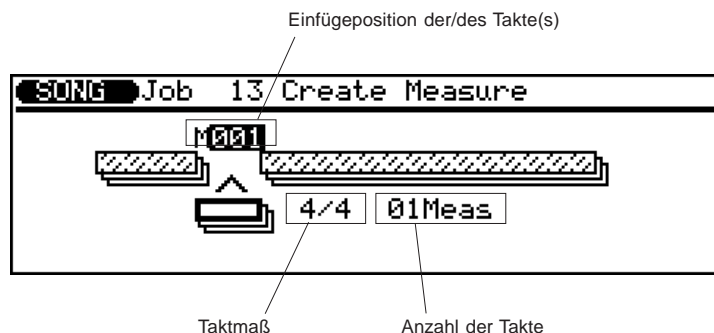 Einfügeposition der/des Takte(s)
SONG Job 13 Create Measure
M001
4/4 01Meas
Taktmaß Anzahl der Takte